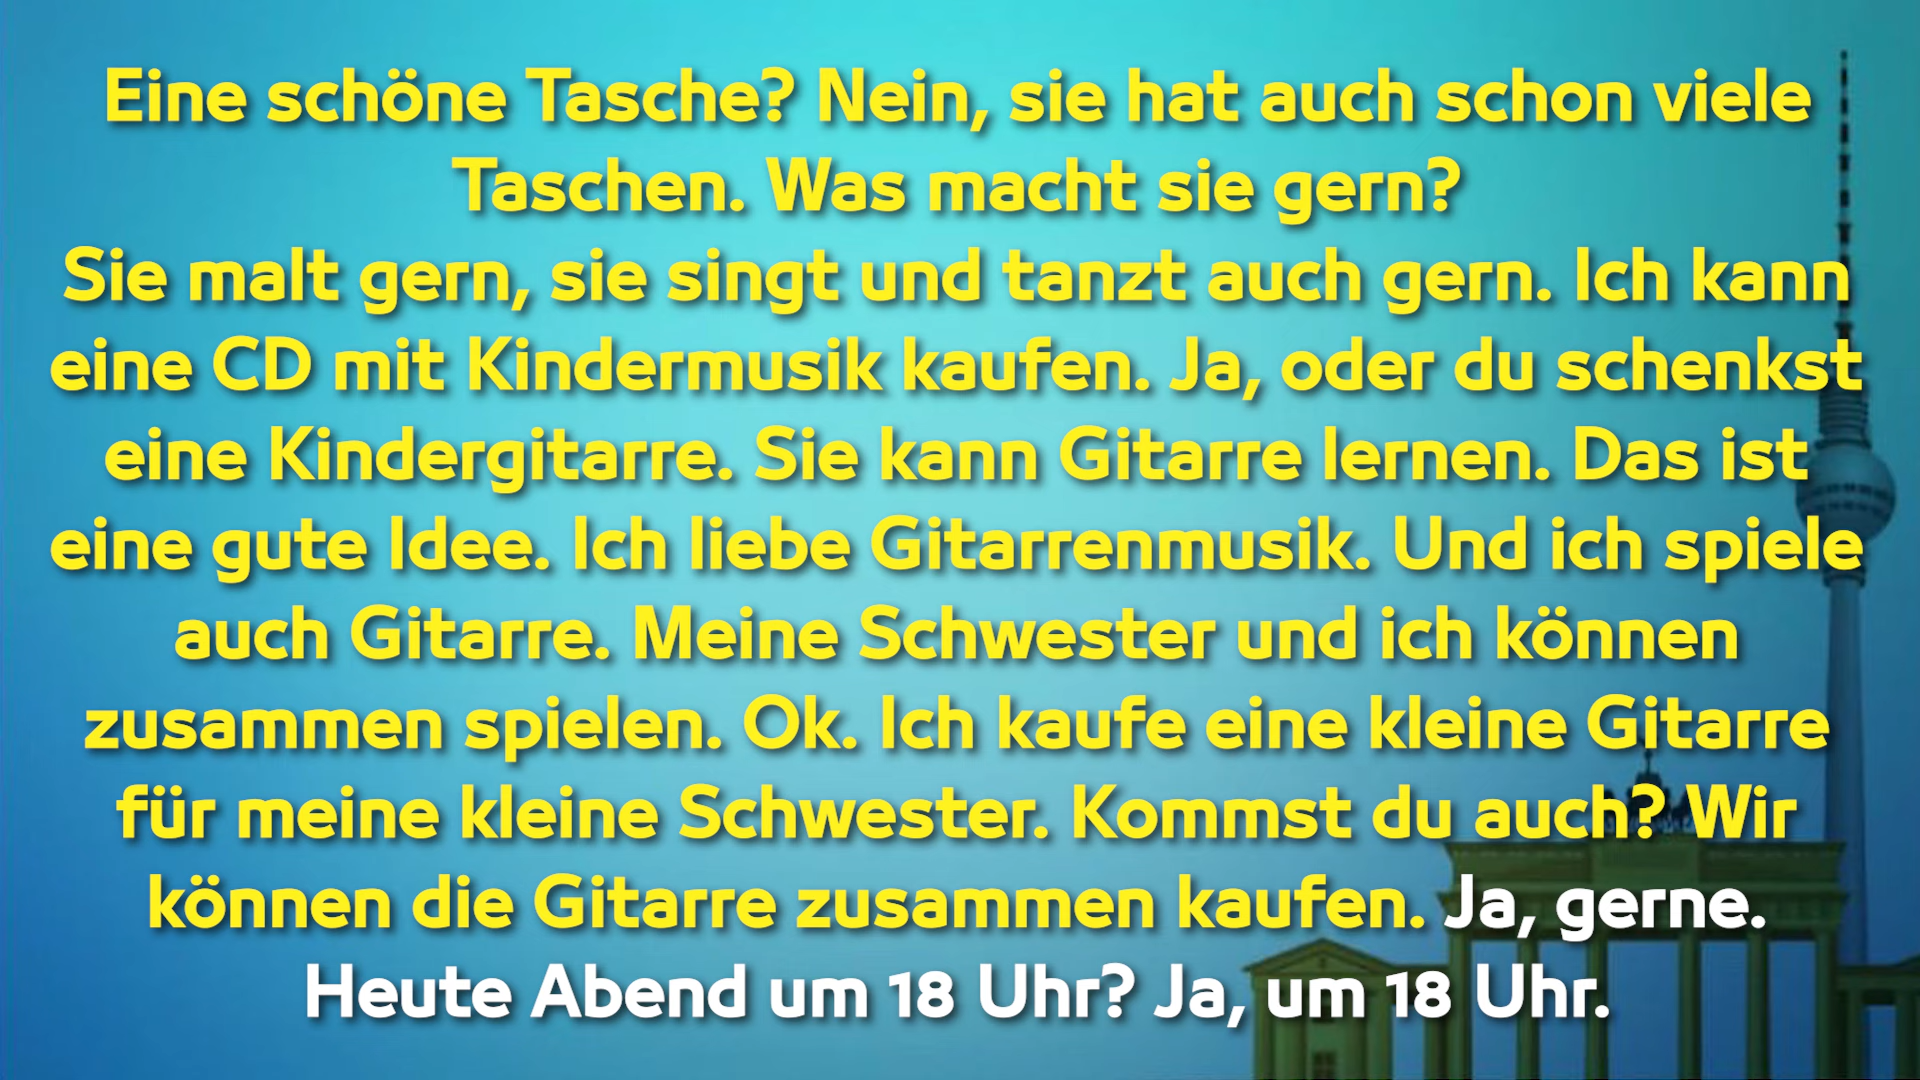 Eine schöne Tasche? Nein, sie hat auch schon viele
Taschen. Was macht sie gern?
Sie malt gern, sie singt und tanzt auch gern. Ich kann
eine CD mit Kindermusik kaufen. Ja, oder du schenkst
eine Kindergitarre. Sie kann Gitarre lernen. Das ist
eine gute Idee. Ich liebe Gitarrenmusik. Und ich spiele
auch Gitarre. Meine Schwester und ich können
zusammen spielen. Ok. Ich kaufe eine kleine Gitarre
für meine kleine Schwester. Kommst du auch? Wir
können die Gitarre zusammen kaufen. Ja, gerne.
Heute Abend um 18 Uhr? Ja, um 18 Uhr.